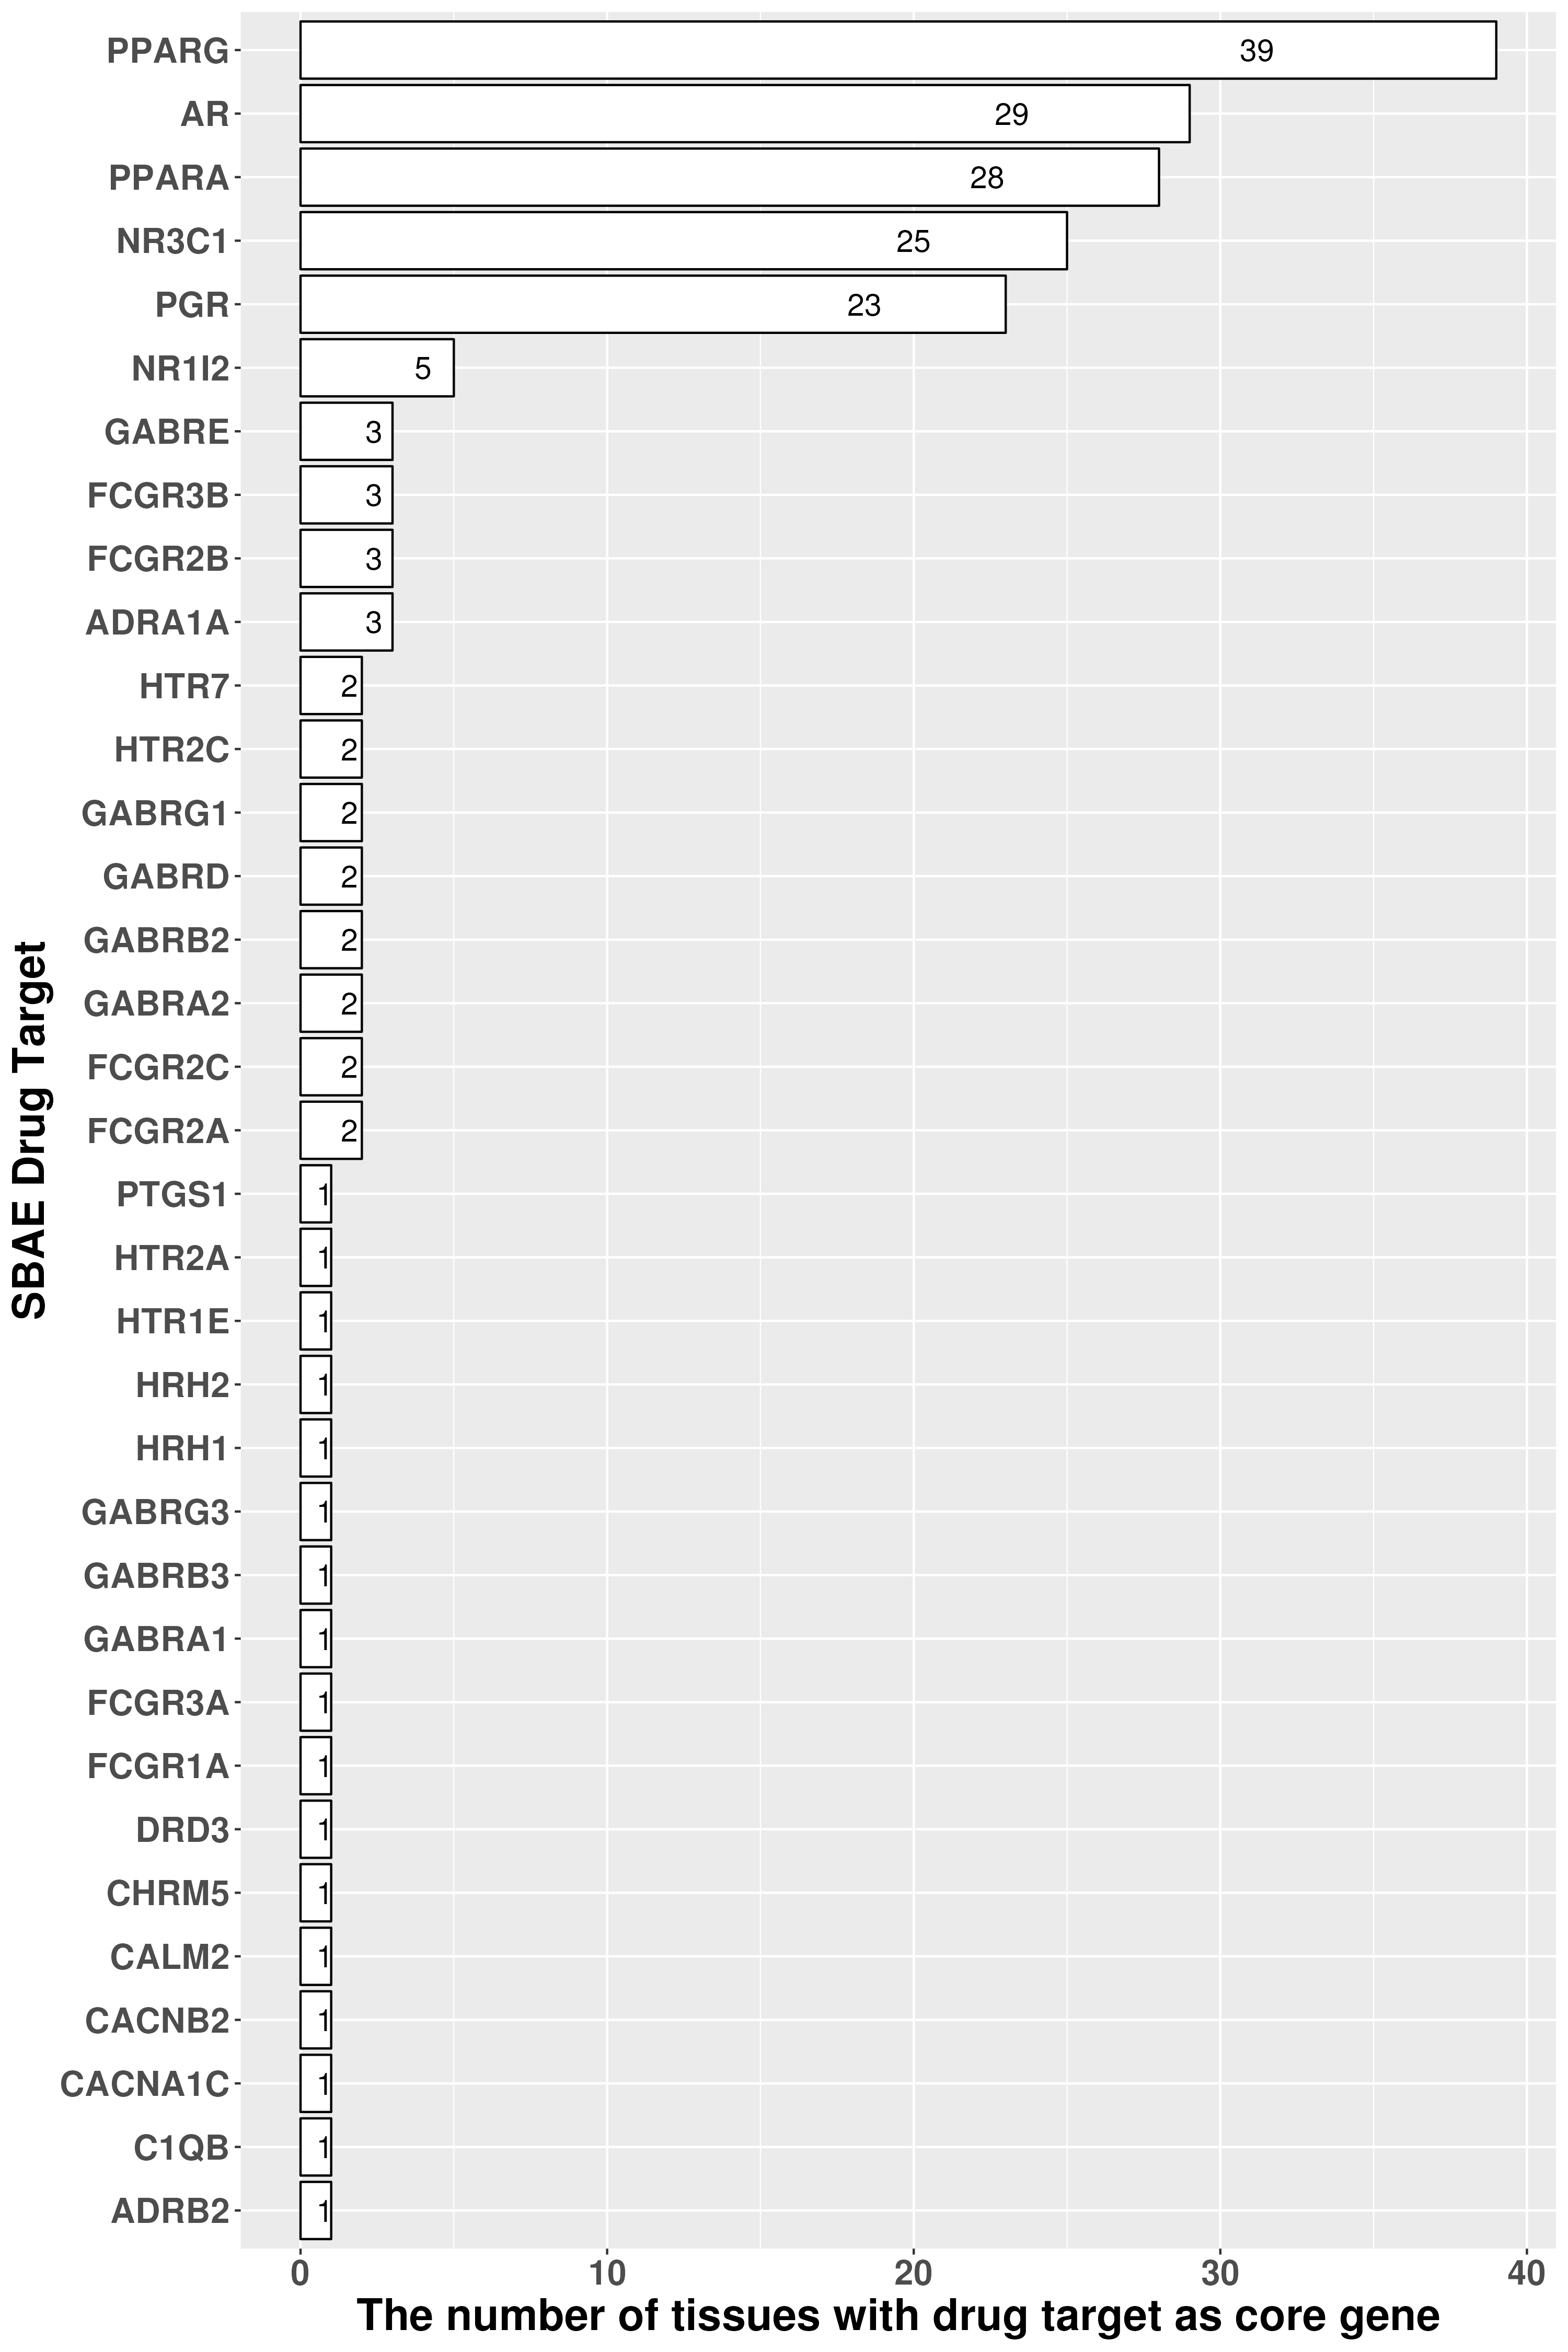 PPARG 39
AR 29
PPARA 28
NR3C1 25
PGR 23
NR1I2 5
GABRE 3
FCGR3B 3
FCGR2B 3
ADRA1A 3
HTR7 2
HTR2C 2
GABRG1 2
GABRD 2
GABRB2 2
GABRA2 2
FCGR2C 2
FCGR2A 2
PTGS1 1
HTR2A 1
HTR1E 1
HRH2 1
HRH1 1
GABRG3 1
GABRB3 1
GABRA1 1
FCGR3A 1
FCGR1A 1
DRD3 1
CHRM5 1
CALM2 1
CACNB2 1
CACNA1C 1
C1QB 1
ADRB2 1
SBAE Drug Target
0 10 20 30 40
The number of tissues with drug target as core gene